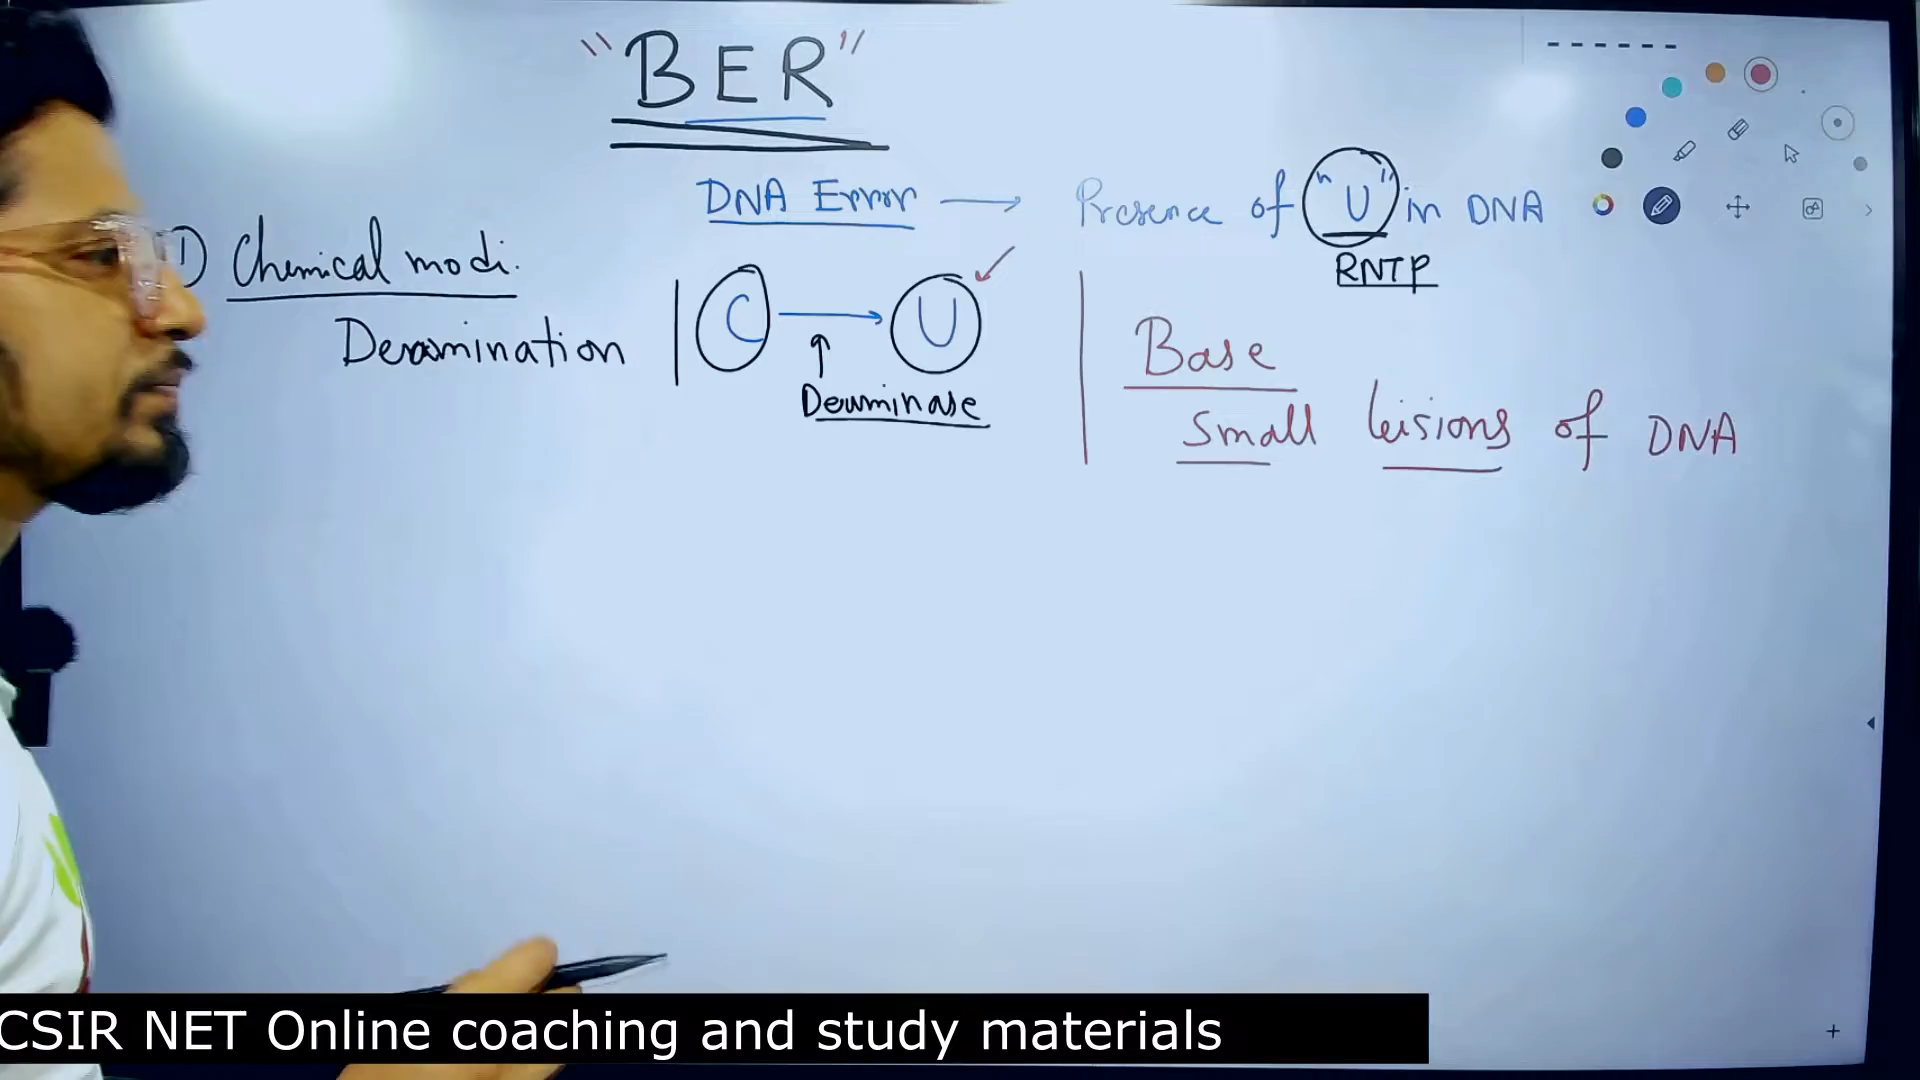 "BER"
DNA Error → Presence of "U" in DNA
RNTP
1) Chemical modi.
Deamination
C → U
Deaminase
Base
Small leisions of DNA
CSIR NET Online coaching and study materials